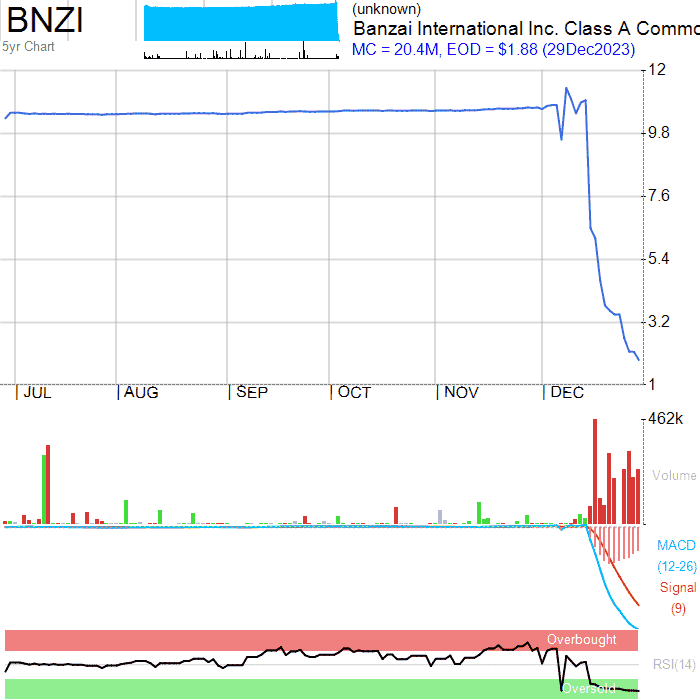 BNZI
5yr Chart
(unknown)
Banzai International Inc. Class A Commo
MC = 20.4M, EOD = $1.88 (29Dec2023)
12
9.8
7.6
5.4
3.2
1
JUL AUG SEP OCT NOV DEC
462k
Volume
MACD
(12-26)
Signal
(9)
Overbought
RSI(14)
Oversold